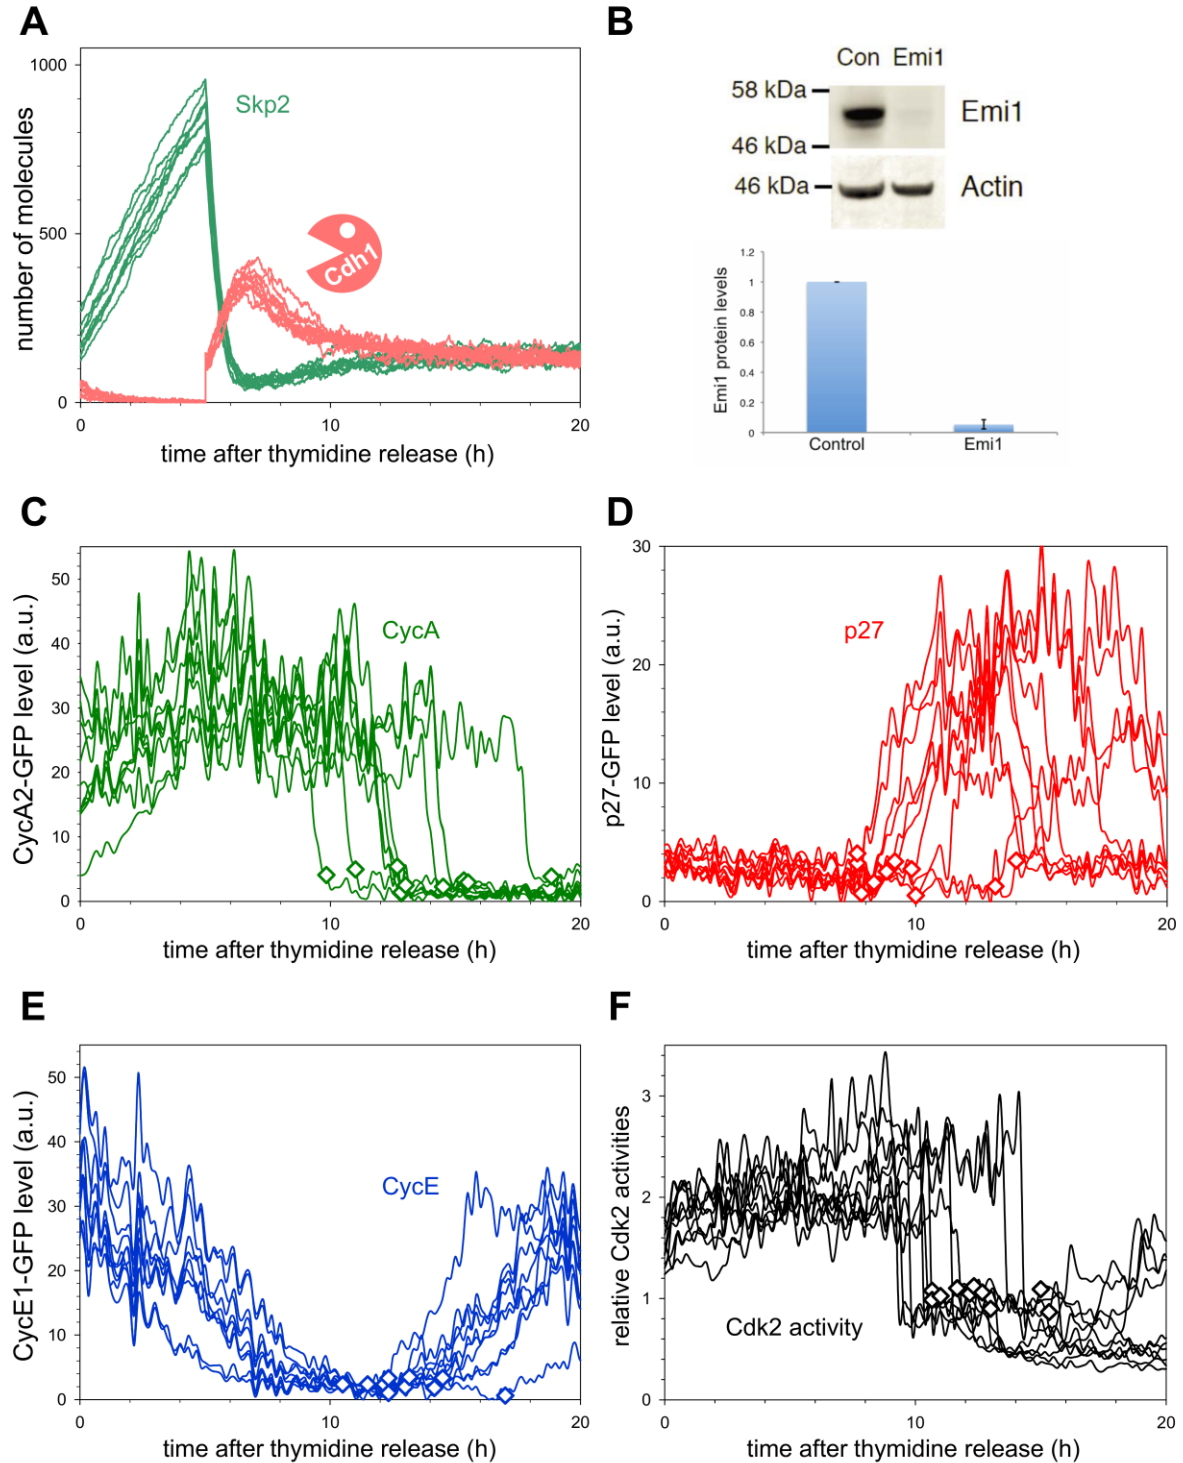 A
1000
500
0
number of molecules
Skp2
Cdh1
0
10
20
time after thymidine release (h)
B
Con Emi1
58 kDa
46 kDa
Emi1
46 kDa
Actin
1.2
1
0.8
0.6
0.4
0.2
0
Emi1 protein levels
Control
Emi1
C
50
40
30
20
10
0
CycA2-GFP level (a.u.)
CycA
0
10
20
time after thymidine release (h)
D
30
20
10
0
p27-GFP level (a.u.)
p27
0
10
20
time after thymidine release (h)
E
50
40
30
20
10
0
CycE1-GFP level (a.u.)
CycE
0
10
20
time after thymidine release (h)
F
3
2
1
0
relative Cdk2 activities
Cdk2 activity
0
10
20
time after thymidine release (h)